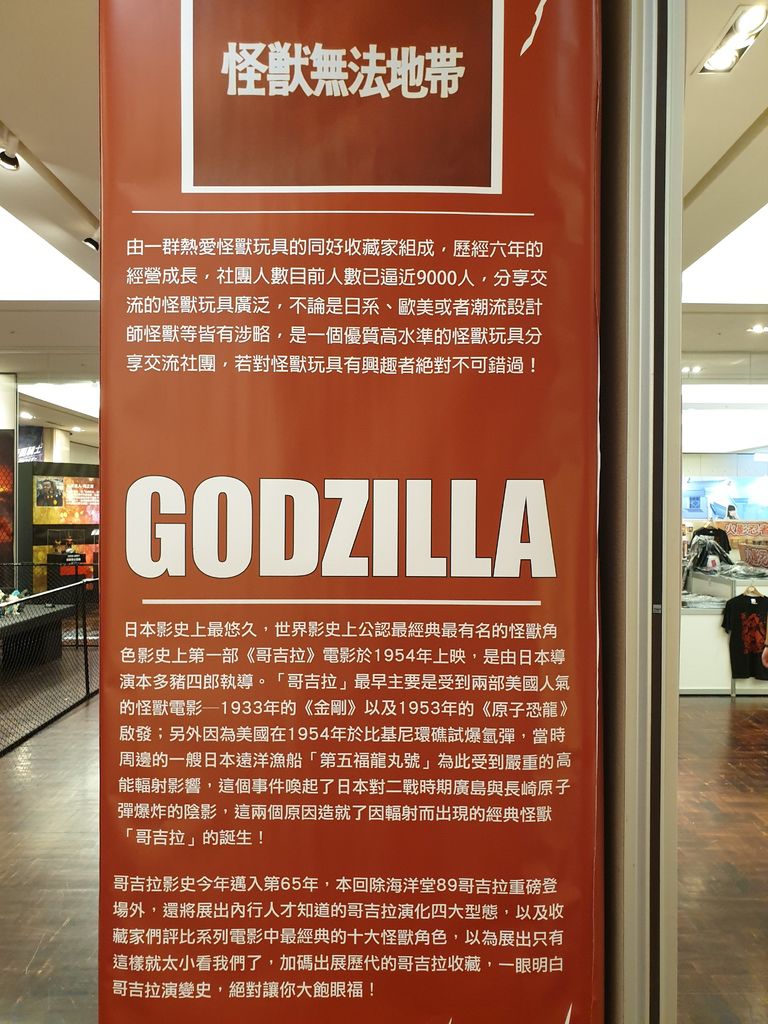 怪獸無法地帶
由一群熱愛怪獸玩具的同好收藏家組成，歷經六年的
經營成長，社團人數目前人數已逼近9000人，分享交
流的怪獸玩具廣泛，不論是日系、歐美或者潮流設計
師怪獸等皆有涉略，是一個優質高水準的怪獸玩具分
享交流社團，若對怪獸玩具有興趣者絕對不可錯過！
GODZILLA
日本影史上最悠久，世界影史上公認最經典最有名的怪獸角
色影史上第一部《哥吉拉》電影於1954年上映，是由日本導
演本多豬四郎執導。「哥吉拉」最早主要是受到兩部美國人氣
的怪獸電影─1933年的《金剛》以及1953年的《原子恐龍》
啟發；另外因為美國在1954年於比基尼環礁試爆氫彈，當時
周邊的一艘日本遠洋漁船「第五福龍丸號」為此受到嚴重的高
能輻射影響，這個事件喚起了日本對二戰時期廣島與長崎原子
彈爆炸的陰影，這兩個原因造就了因輻射而出現的經典怪獸
「哥吉拉」的誕生！
哥吉拉影史今年邁入第65年，本回除海洋堂89哥吉拉重磅登
場外，還將展出內行人才知道的哥吉拉演化四大型態，以及收
藏家們評比系列電影中最經典的十大怪獸角色，以為展出只有
這樣就太小看我們了，加碼出展歷代的哥吉拉收藏，一眼明白
哥吉拉演變史，絕對讓你大飽眼福！